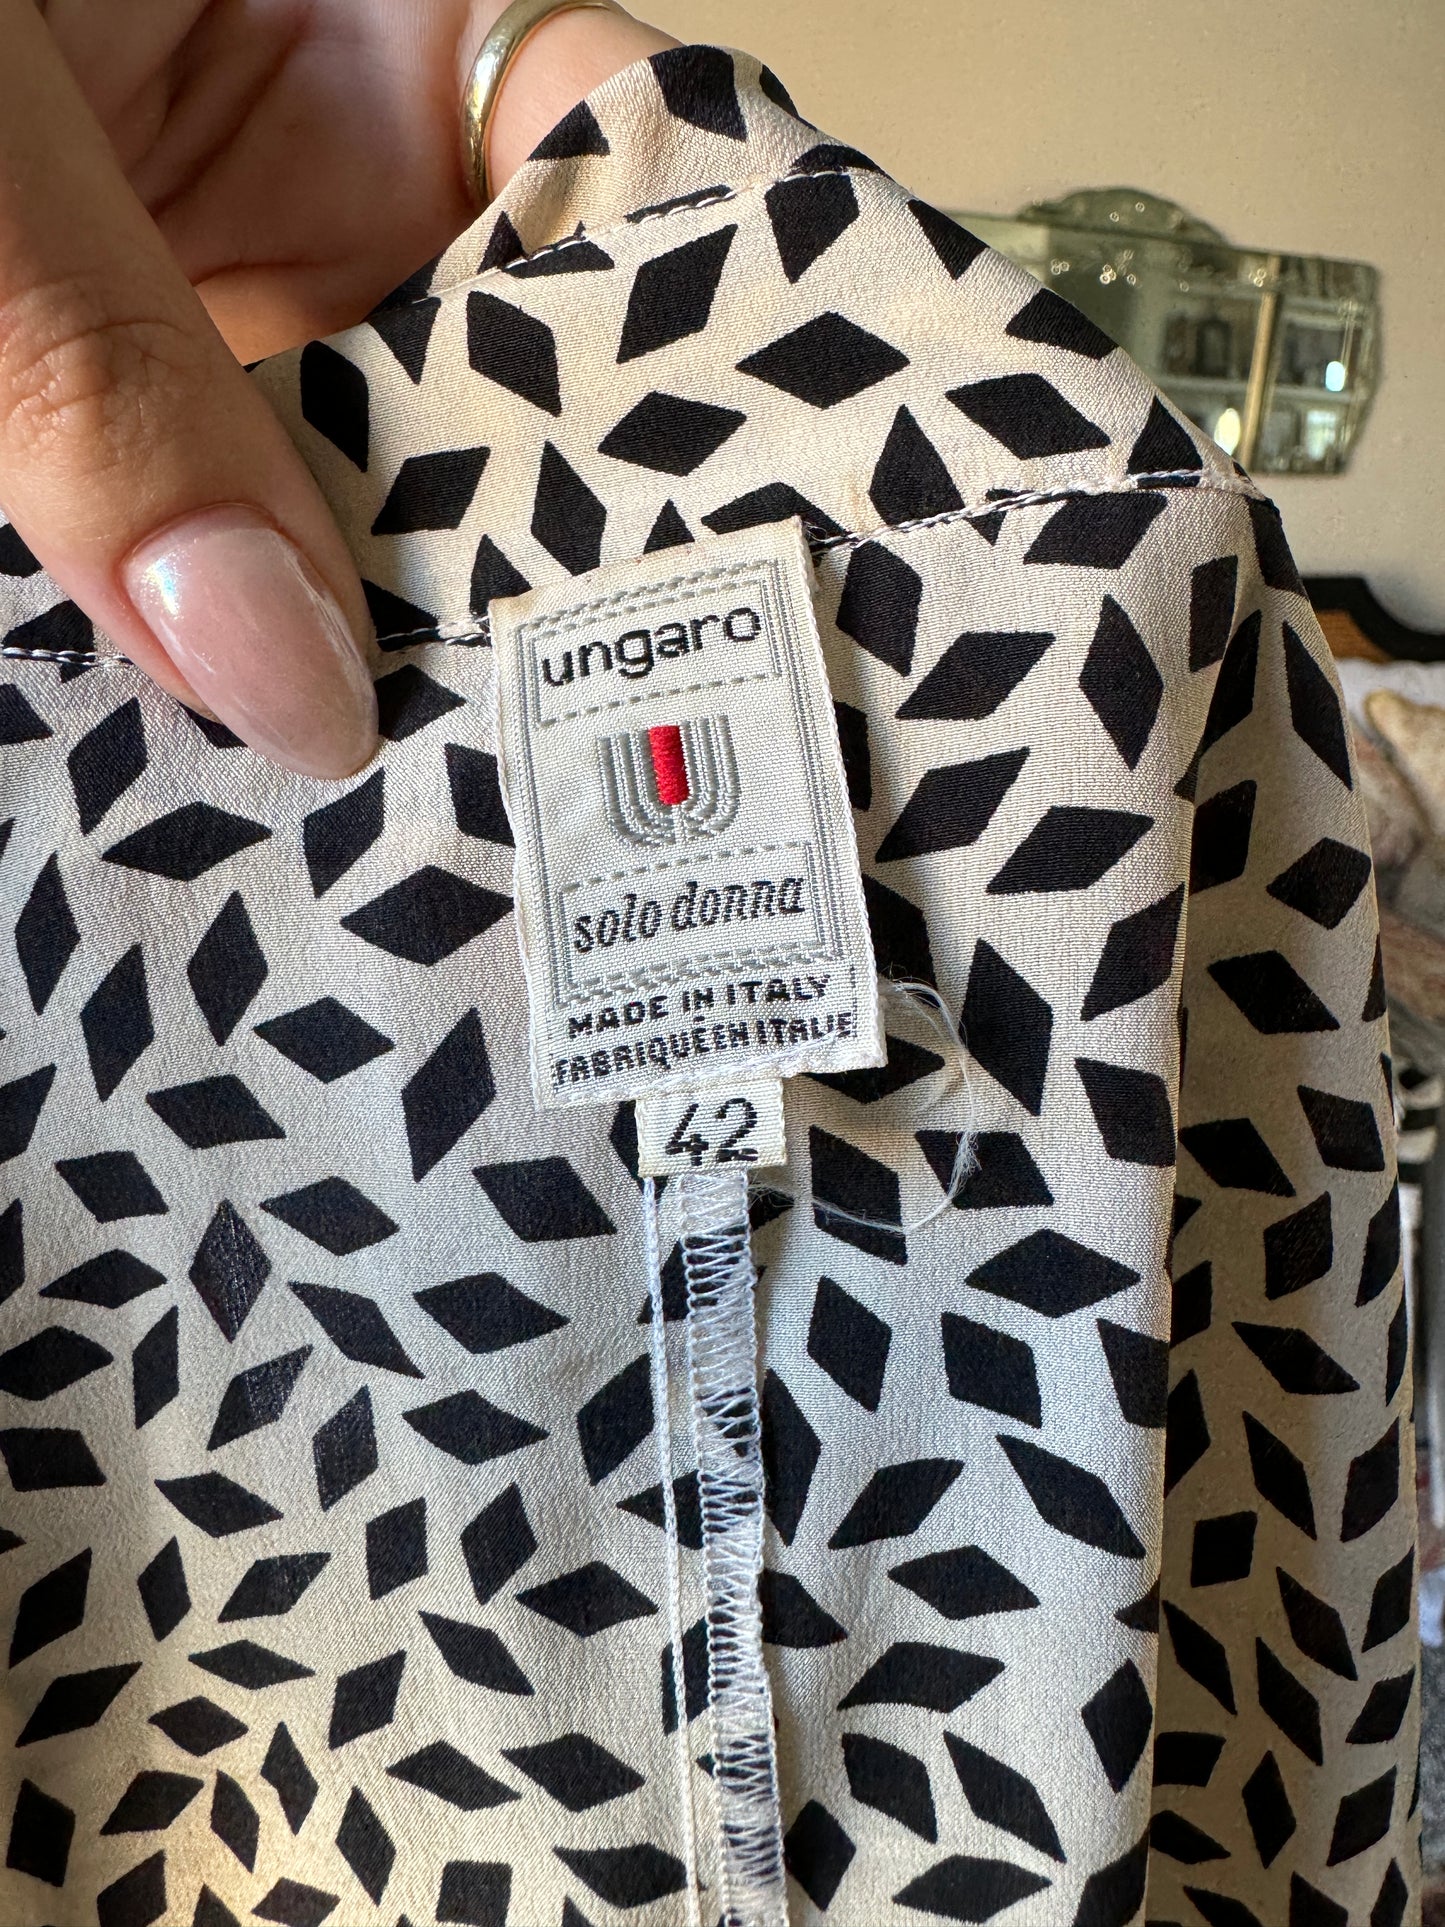 ungaro
solo donna
MADE IN ITALY
FABRIQUÉ EN ITALIE
42